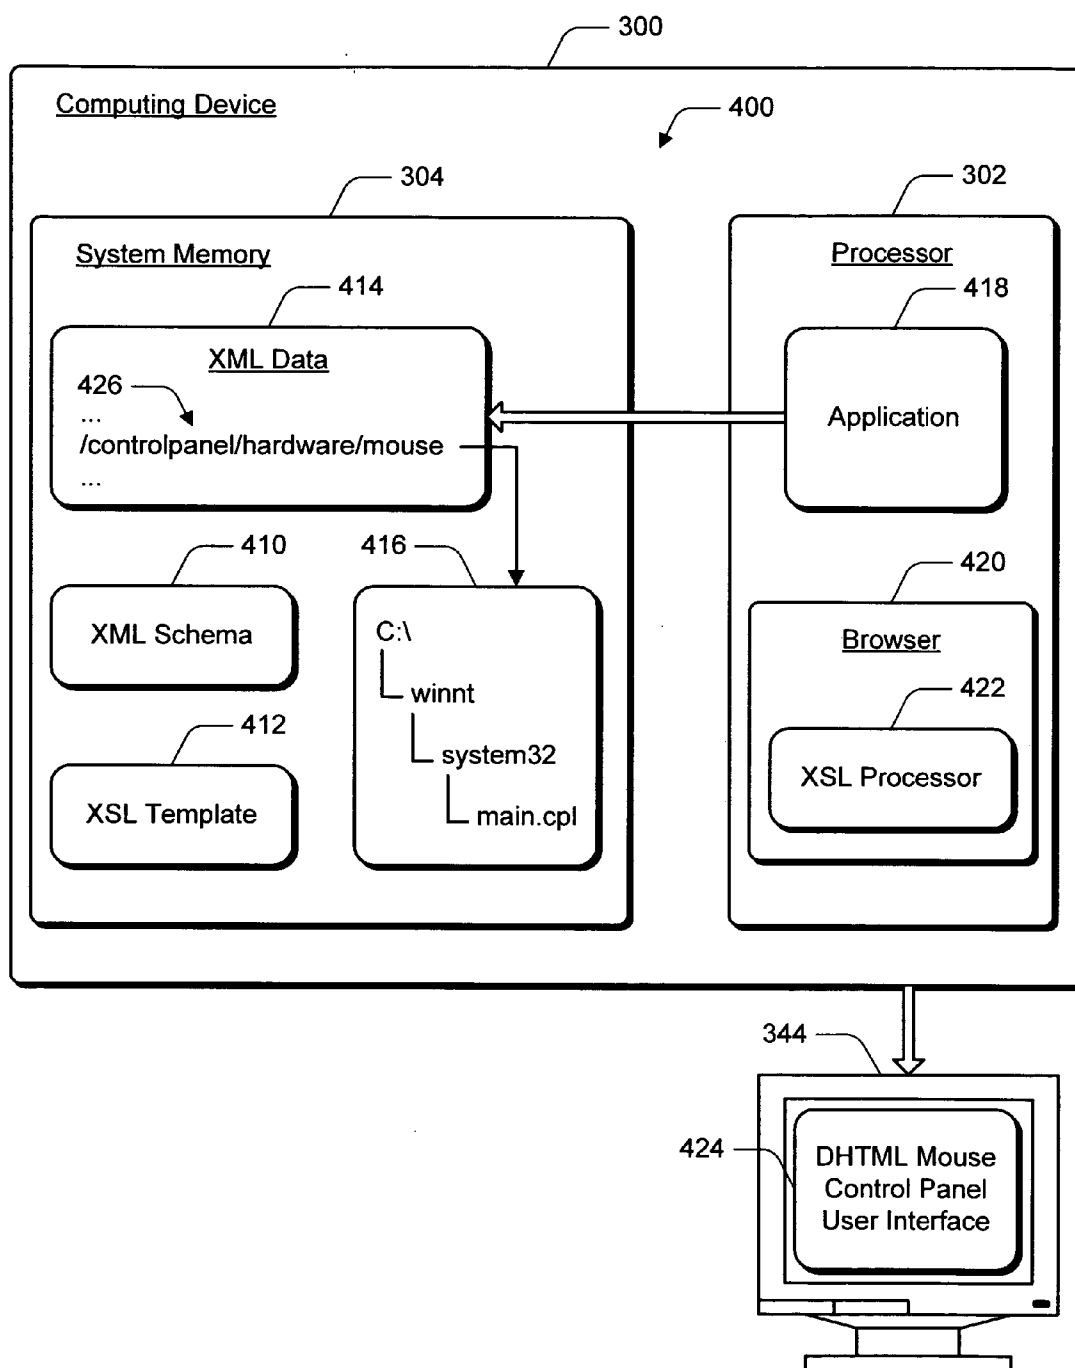 300
Computing Device
400
304
302
System Memory
Processor
414
418
XML Data
426
...
/controlpanel/hardware/mouse
...
Application
410
416
420
XML Schema
C:\
winnt
system32
main.cpl
Browser
412
422
XSL Template
XSL Processor
344
424
DHTML Mouse
Control Panel
User Interface